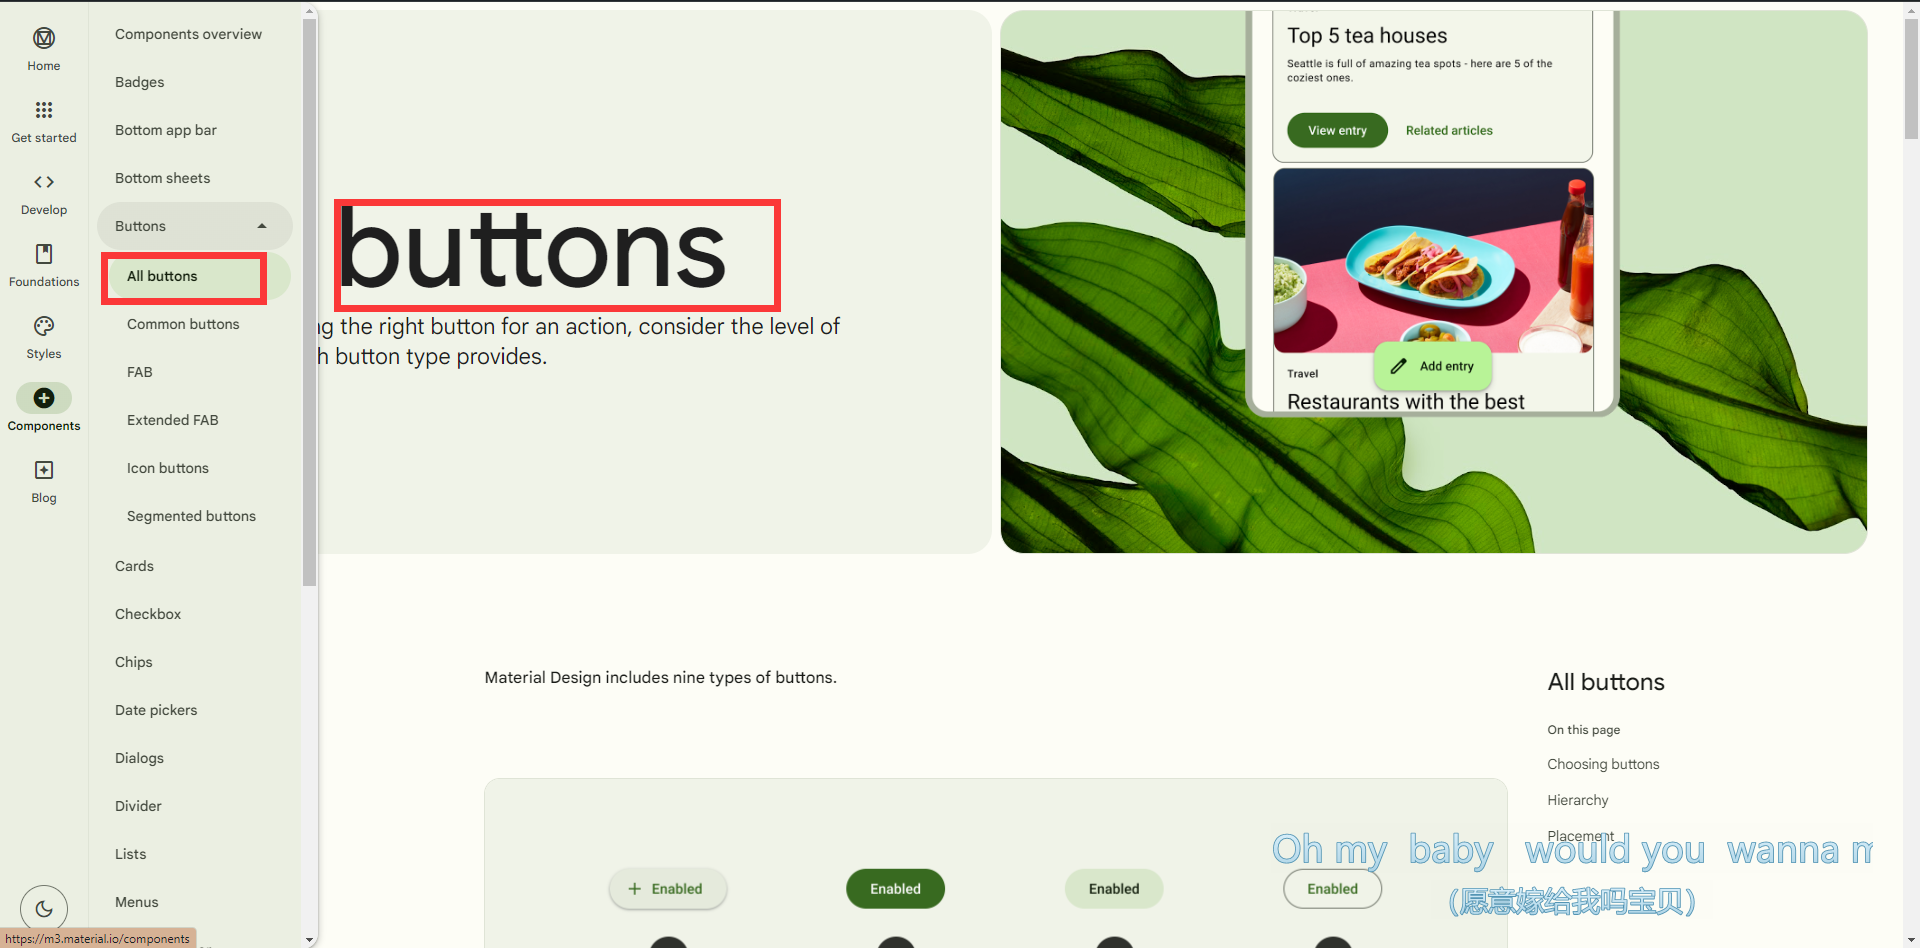 Home
Get started
Develop
Foundations
Styles
Components
Blog
Components overview
Badges
Bottom app bar
Bottom sheets
Buttons
All buttons
Common buttons
FAB
Extended FAB
Icon buttons
Segmented buttons
Cards
Checkbox
Chips
Date pickers
Dialogs
Divider
Lists
Menus
https://m3.material.io/components
buttons
the right button for an action, consider the level of
button type provides.
Top 5 tea houses
Seattle is full of amazing tea spots - here are 5 of the
coziest ones.
View entry
Related articles
Add entry
Travel
Restaurants with the best
Material Design includes nine types of buttons.
Enabled
Enabled
Enabled
Enabled
All buttons
On this page
Choosing buttons
Hierarchy
Placement
Oh my baby would you wanna
(愿意嫁给我吗宝贝)